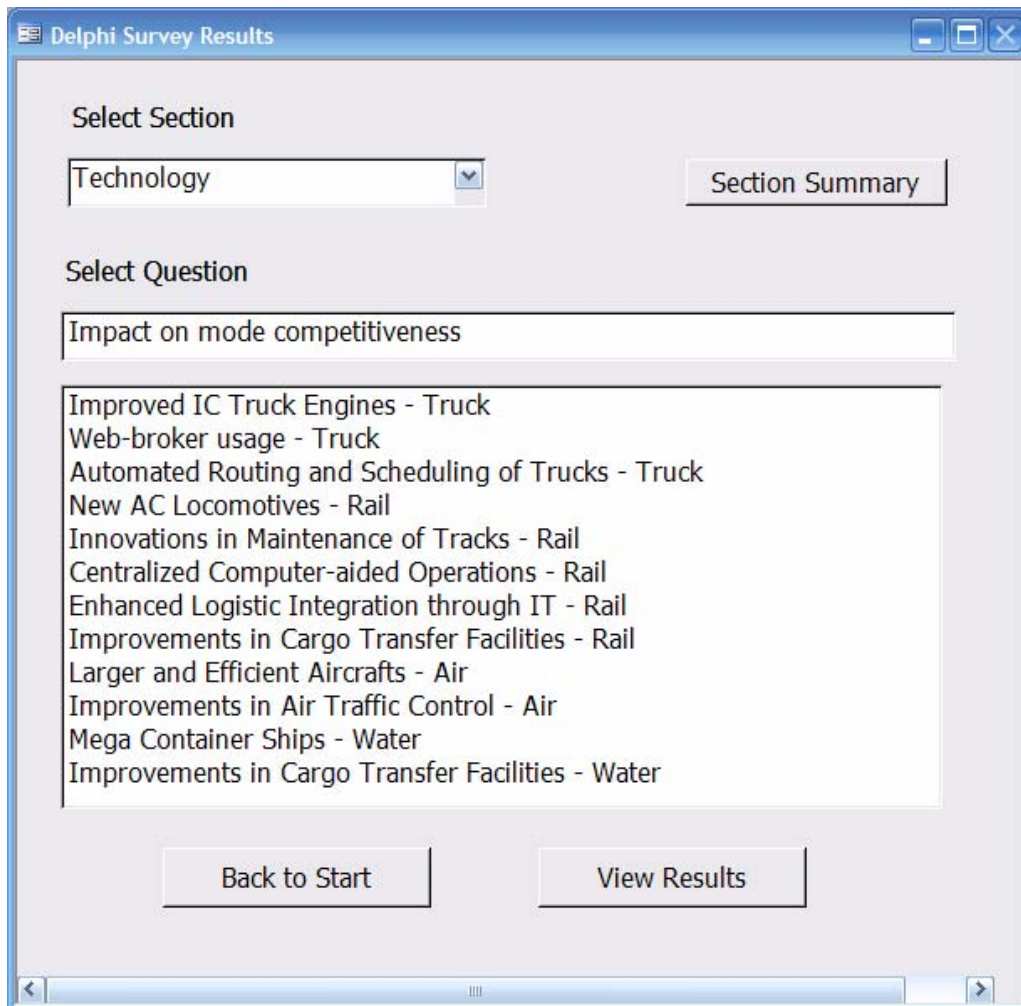 Delphi Survey Results
Select Section
Technology
Section Summary
Select Question
Impact on mode competitiveness
Improved IC Truck Engines - Truck
Web-broker usage - Truck
Automated Routing and Scheduling of Trucks - Truck
New AC Locomotives - Rail
Innovations in Maintenance of Tracks - Rail
Centralized Computer-aided Operations - Rail
Enhanced Logistic Integration through IT - Rail
Improvements in Cargo Transfer Facilities - Rail
Larger and Efficient Aircrafts - Air
Improvements in Air Traffic Control - Air
Mega Container Ships - Water
Improvements in Cargo Transfer Facilities - Water
Back to Start
View Results